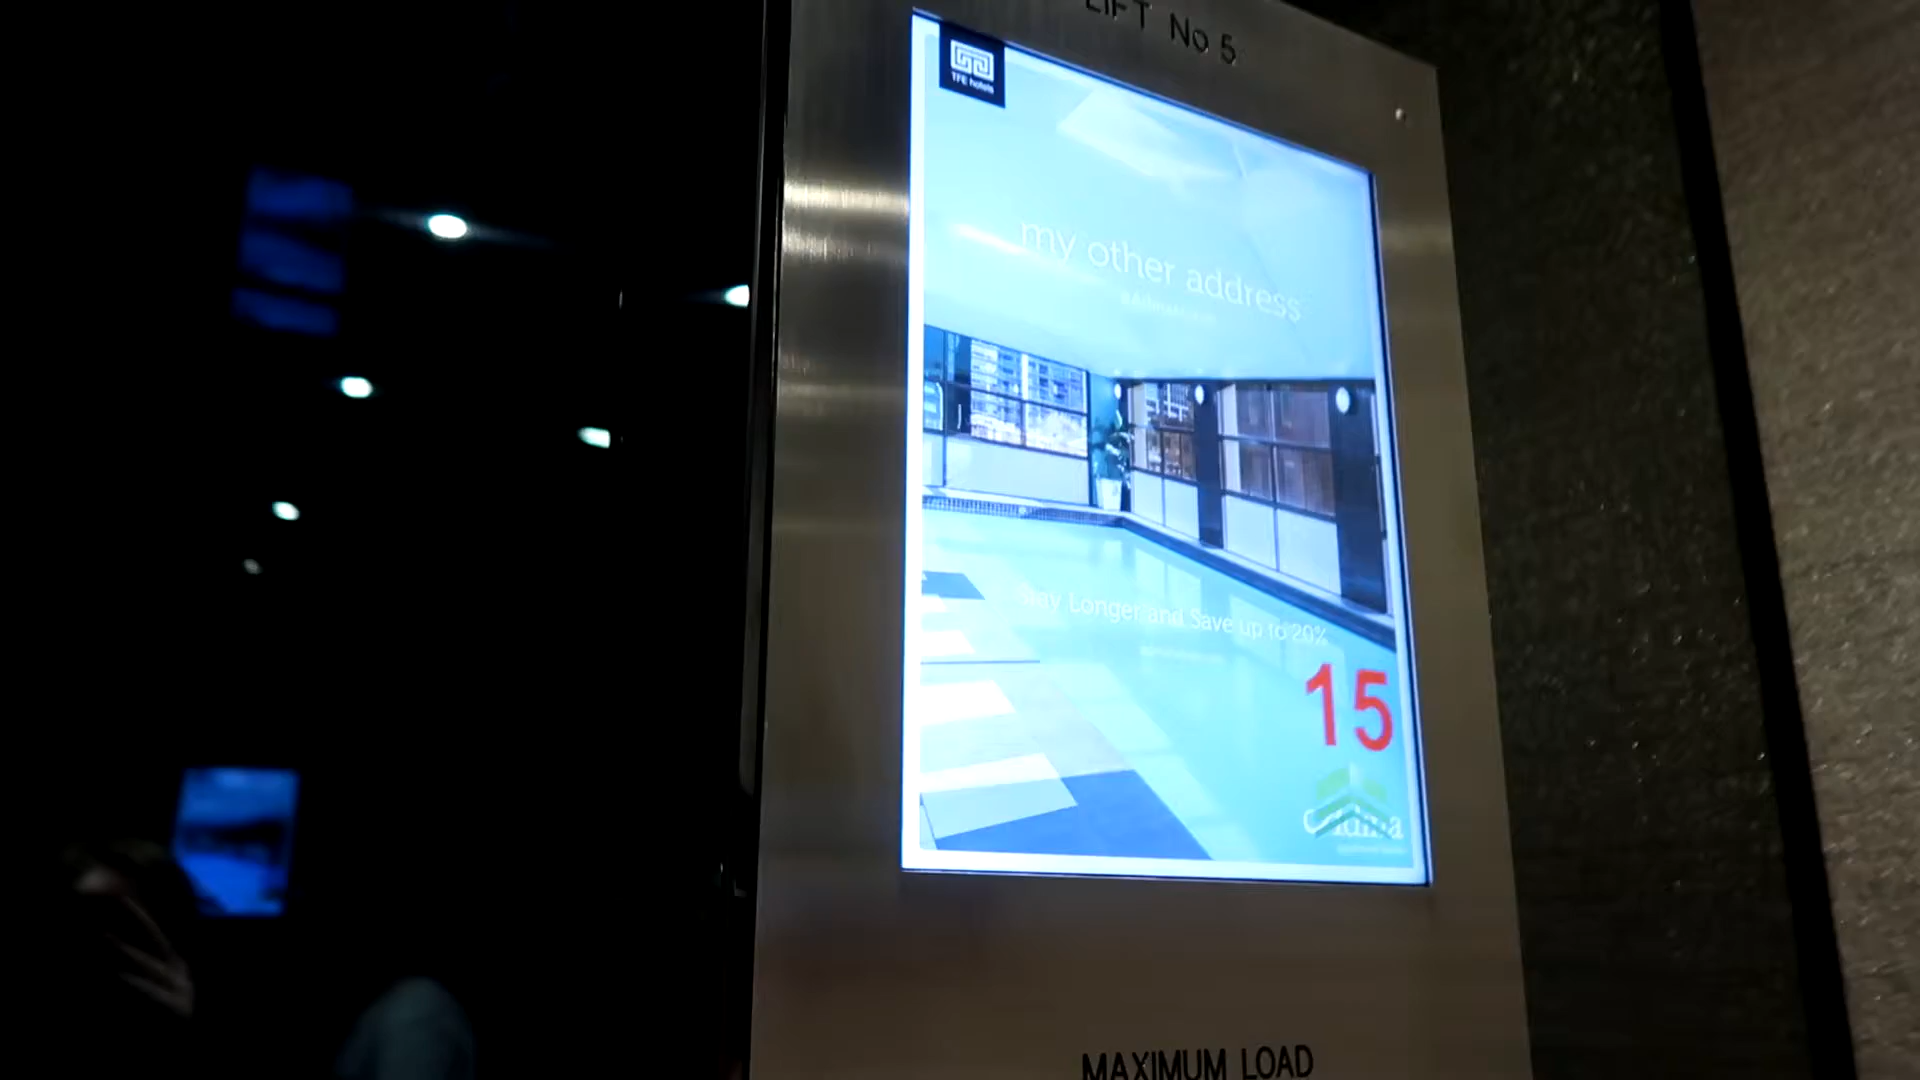 LIFT No 5
TFE hotels
my other address
Stay Longer and Save up to 20%
15
MAXIMUM LOAD